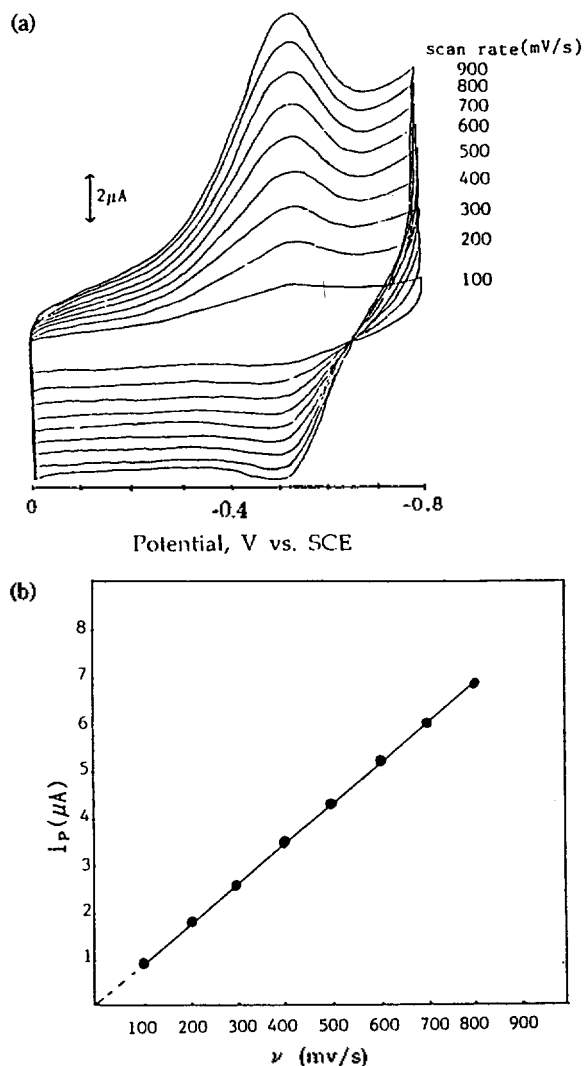 (a)
scan rate(mV/s)
900
800
700
600
500
400
300
200
100
2μA
0
-0.4
-0.8
Potential, V vs. SCE
(b)
8
7
6
5
4
3
2
1
Ip(μA)
100 200 300 400 500 600 700 800 900
ν (mv/s)